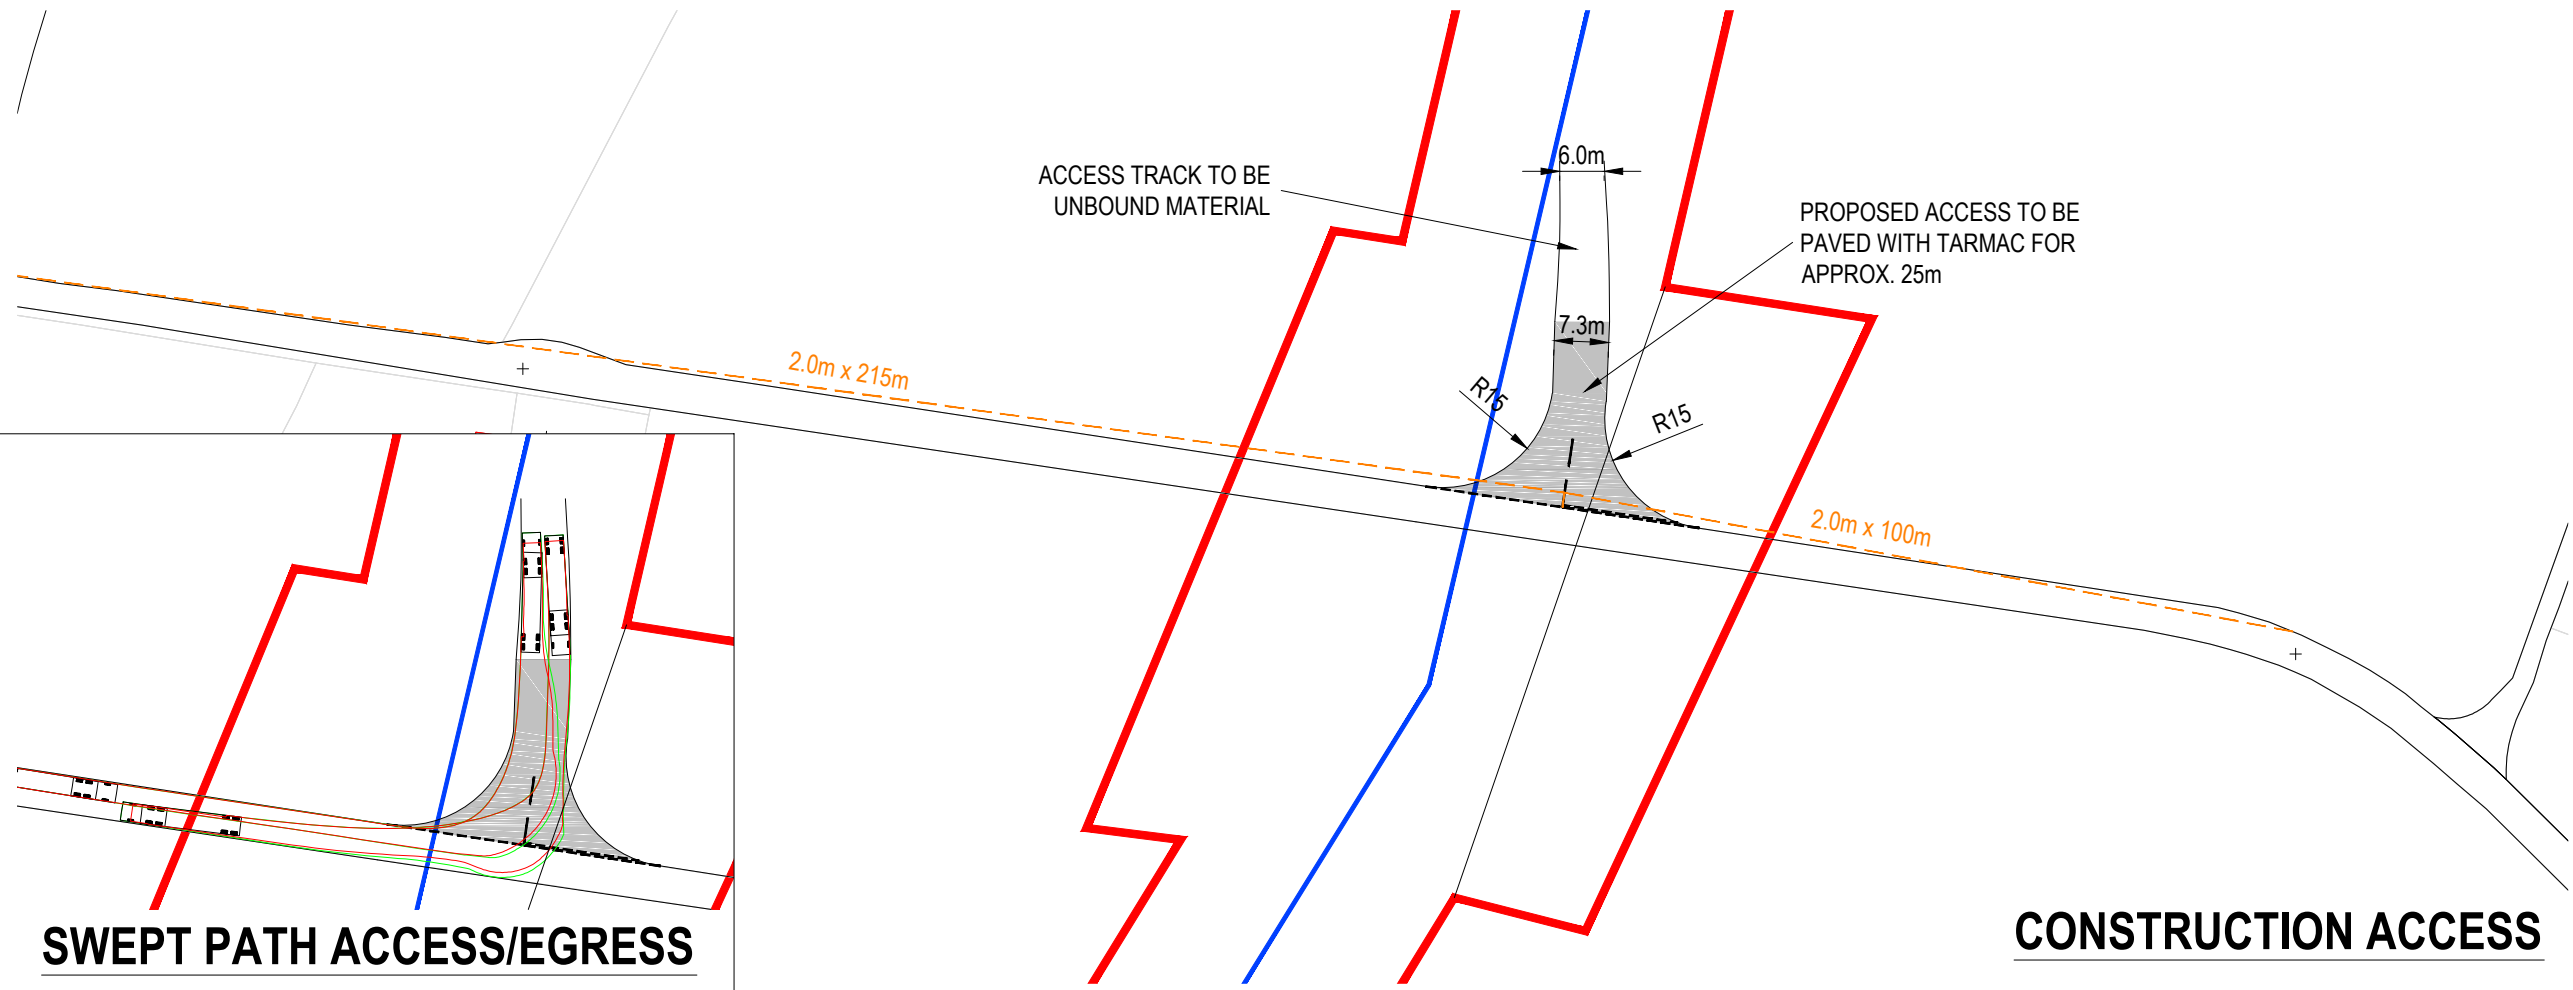 6.0m
ACCESS TRACK TO BE
UNBOUND MATERIAL
PROPOSED ACCESS TO BE
PAVED WITH TARMAC FOR
APPROX. 25m
7.3m
2.0m x 215m
R15
R15
2.0m x 100m
SWEPT PATH ACCESS/EGRESS
CONSTRUCTION ACCESS